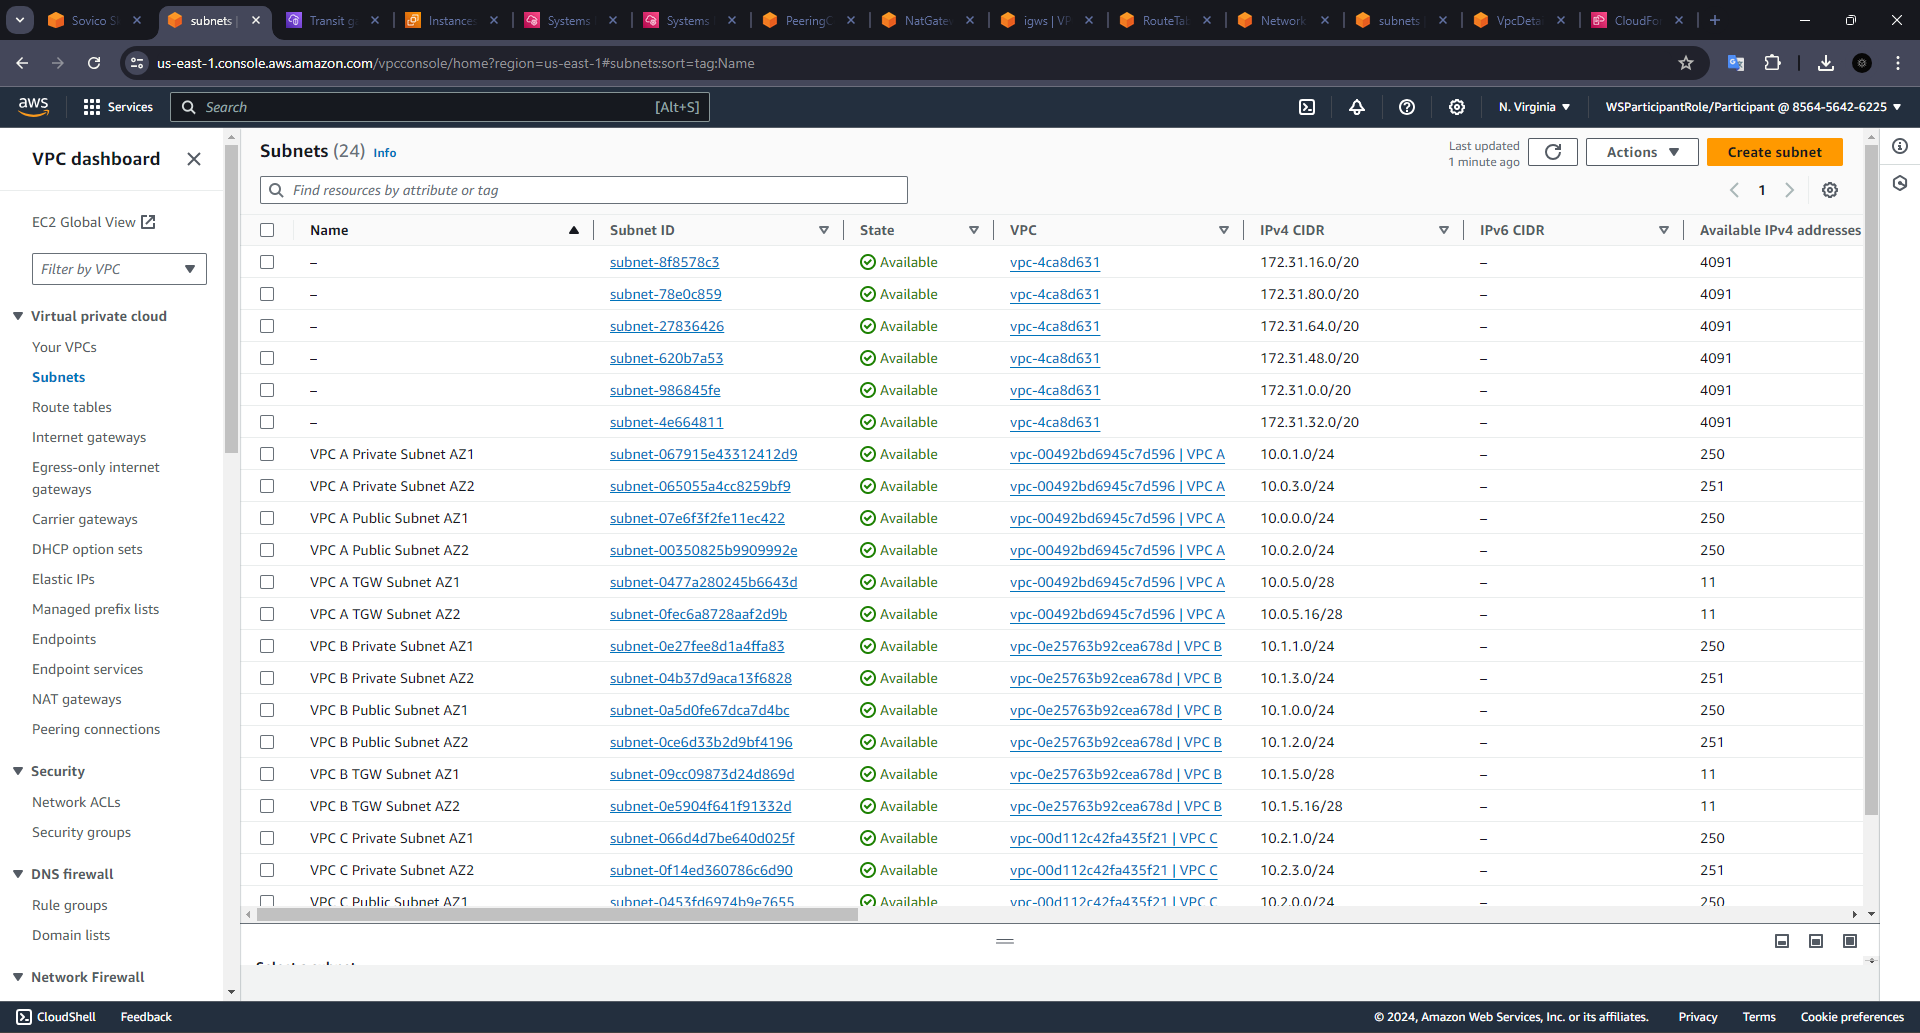 Sovico S
subnets |
Transit g
Instances
Systems
Systems
PeeringC
NatGatew
igws | VP
RouteTab
Network
subnets
VpcDetai
CloudFor
us-east-1.console.aws.amazon.com/vpcconsole/home?region=us-east-1#subnets:sort=tag:Name
aws Services Search [Alt+S] N. Virginia WSParticipantRole/Participant @ 8564-5642-6225
VPC dashboard
EC2 Global View
Filter by VPC
Virtual private cloud
Your VPCs
Subnets
Route tables
Internet gateways
Egress-only internet
gateways
Carrier gateways
DHCP option sets
Elastic IPs
Managed prefix lists
Endpoints
Endpoint services
NAT gateways
Peering connections
Security
Network ACLs
Security groups
DNS firewall
Rule groups
Domain lists
Network Firewall
Subnets (24) Info
Last updated
1 minute ago
Actions
Create subnet
Find resources by attribute or tag
1
Name Subnet ID State VPC IPv4 CIDR IPv6 CIDR Available IPv4 addresses
– subnet-8f8578c3 Available vpc-4ca8d631 172.31.16.0/20 – 4091
– subnet-78e0c859 Available vpc-4ca8d631 172.31.80.0/20 – 4091
– subnet-27836426 Available vpc-4ca8d631 172.31.64.0/20 – 4091
– subnet-620b7a53 Available vpc-4ca8d631 172.31.48.0/20 – 4091
– subnet-986845fe Available vpc-4ca8d631 172.31.0.0/20 – 4091
– subnet-4e664811 Available vpc-4ca8d631 172.31.32.0/20 – 4091
VPC A Private Subnet AZ1 subnet-067915e43312412d9 Available vpc-00492bd6945c7d596 | VPC A 10.0.1.0/24 – 250
VPC A Private Subnet AZ2 subnet-065055a4cc8259bf9 Available vpc-00492bd6945c7d596 | VPC A 10.0.3.0/24 – 251
VPC A Public Subnet AZ1 subnet-07e6f3f2fe11ec422 Available vpc-00492bd6945c7d596 | VPC A 10.0.0.0/24 – 250
VPC A Public Subnet AZ2 subnet-00350825b9909992e Available vpc-00492bd6945c7d596 | VPC A 10.0.2.0/24 – 250
VPC A TGW Subnet AZ1 subnet-0477a280245b6643d Available vpc-00492bd6945c7d596 | VPC A 10.0.5.0/28 – 11
VPC A TGW Subnet AZ2 subnet-0fec6a8728aaf2d9b Available vpc-00492bd6945c7d596 | VPC A 10.0.5.16/28 – 11
VPC B Private Subnet AZ1 subnet-0e27fee8d1a4ffa83 Available vpc-0e25763b92cea678d | VPC B 10.1.1.0/24 – 250
VPC B Private Subnet AZ2 subnet-04b37d9aca13f6828 Available vpc-0e25763b92cea678d | VPC B 10.1.3.0/24 – 251
VPC B Public Subnet AZ1 subnet-0a5d0fe67dca7d4bc Available vpc-0e25763b92cea678d | VPC B 10.1.0.0/24 – 250
VPC B Public Subnet AZ2 subnet-0ce6d33b2d9bf4196 Available vpc-0e25763b92cea678d | VPC B 10.1.2.0/24 – 251
VPC B TGW Subnet AZ1 subnet-09cc09873d24d869d Available vpc-0e25763b92cea678d | VPC B 10.1.5.0/28 – 11
VPC B TGW Subnet AZ2 subnet-0e5904f641f91332d Available vpc-0e25763b92cea678d | VPC B 10.1.5.16/28 – 11
VPC C Private Subnet AZ1 subnet-066d4d7be640d025f Available vpc-00d112c42fa435f21 | VPC C 10.2.1.0/24 – 250
VPC C Private Subnet AZ2 subnet-0f14ed360786c6d90 Available vpc-00d112c42fa435f21 | VPC C 10.2.3.0/24 – 251
VPC C Public Subnet AZ1 subnet-0453fd6974b9e7655 Available vpc-00d112c42fa435f21 | VPC C 10.2.0.0/24 – 250
Select a subnet
CloudShell Feedback © 2024, Amazon Web Services, Inc. or its affiliates. Privacy Terms Cookie preferences